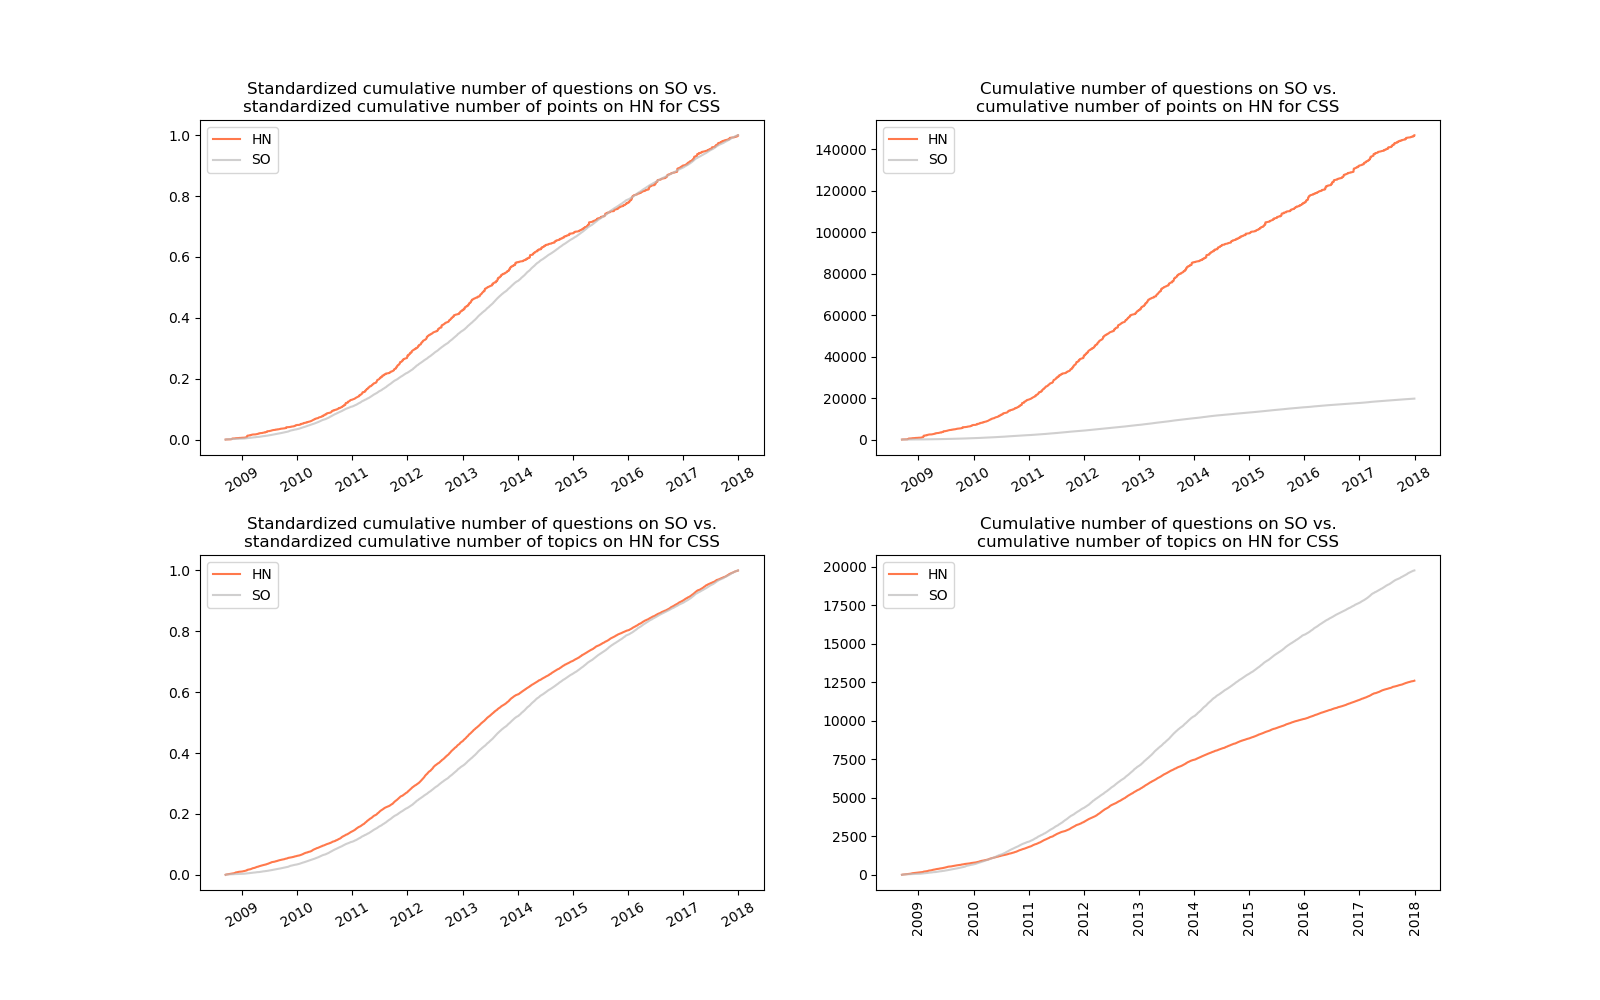 Standardized cumulative number of questions on SO vs.
standardized cumulative number of points on HN for CSS
HN
SO
1.0
0.8
0.6
0.4
0.2
0.0
2009 2010 2011 2012 2013 2014 2015 2016 2017 2018
Cumulative number of questions on SO vs.
cumulative number of points on HN for CSS
HN
SO
140000
120000
100000
80000
60000
40000
20000
0
2009 2010 2011 2012 2013 2014 2015 2016 2017 2018
Standardized cumulative number of questions on SO vs.
standardized cumulative number of topics on HN for CSS
HN
SO
1.0
0.8
0.6
0.4
0.2
0.0
2009 2010 2011 2012 2013 2014 2015 2016 2017 2018
Cumulative number of questions on SO vs.
cumulative number of topics on HN for CSS
HN
SO
20000
17500
15000
12500
10000
7500
5000
2500
0
2009 2010 2011 2012 2013 2014 2015 2016 2017 2018